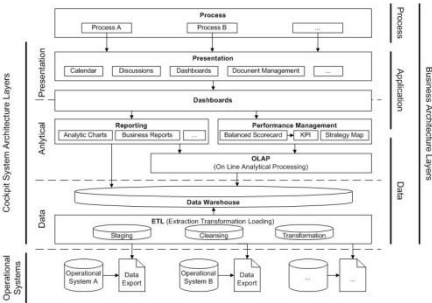 Process
Process A
Process B
...
Presentation
Calendar
Discussions
Dashboards
Document Management
...
Dashboards
Reporting
Analytic Charts
Business Reports
...
Performance Management
Balanced Scorecard
KPI
Strategy Map
OLAP
(On Line Analytical Processing)
Data Warehouse
ETL (Extraction Transformation Loading)
Staging
Cleansing
Transformation
Operational
System A
Data
Export
Operational
System B
Data
Export
...
...
Cockpit System Architecture Layers
Presentation
Anlytical
Data
Operational
Systems
Process
Application
Data
Business Architecture
Layers